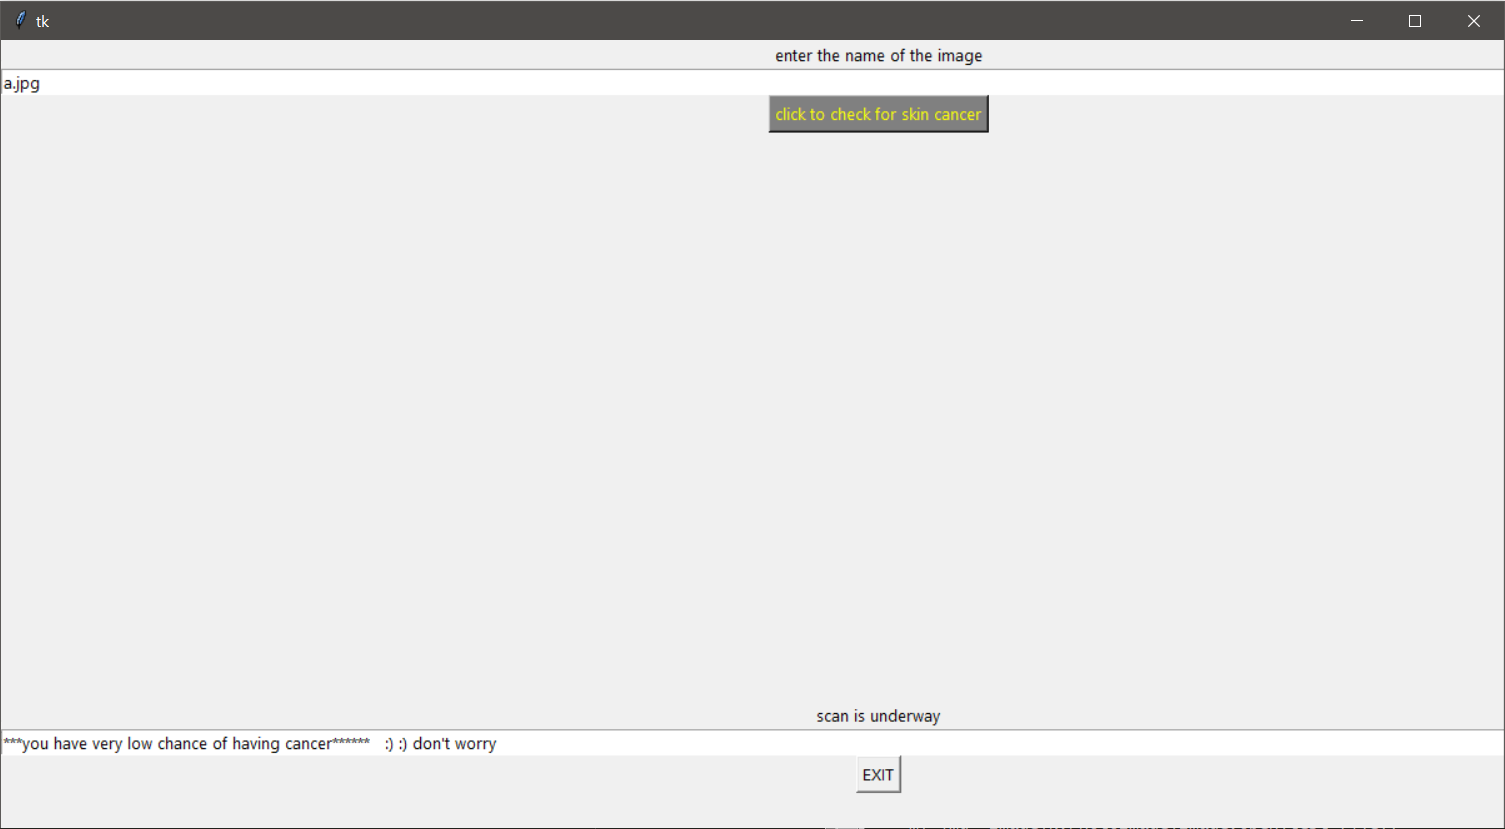 tk
enter the name of the image
a.jpg
click to check for skin cancer
scan is underway
***you have very low chance of having cancer****** :) :) don't worry
EXIT